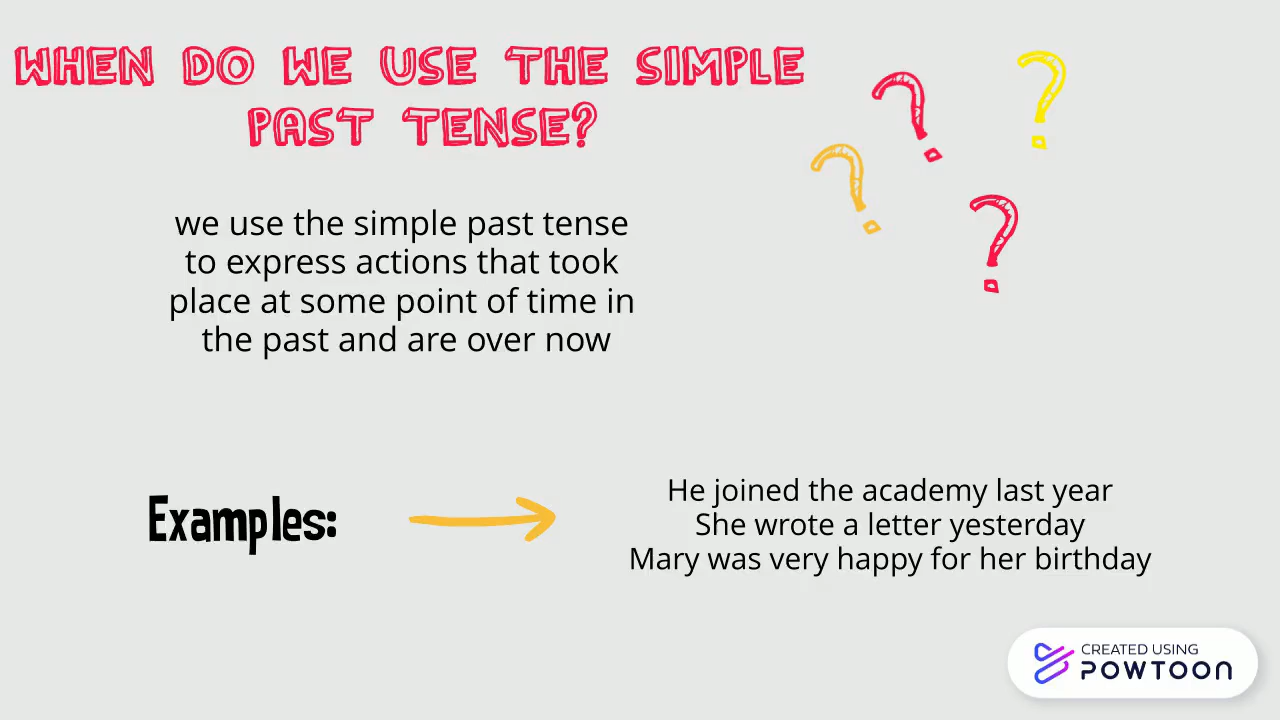 WHEN DO WE USE THE SIMPLE
PAST TENSE?
we use the simple past tense
to express actions that took
place at some point of time in
the past and are over now
Examples:
He joined the academy last year
She wrote a letter yesterday
Mary was very happy for her birthday
CREATED USING
POWTOON